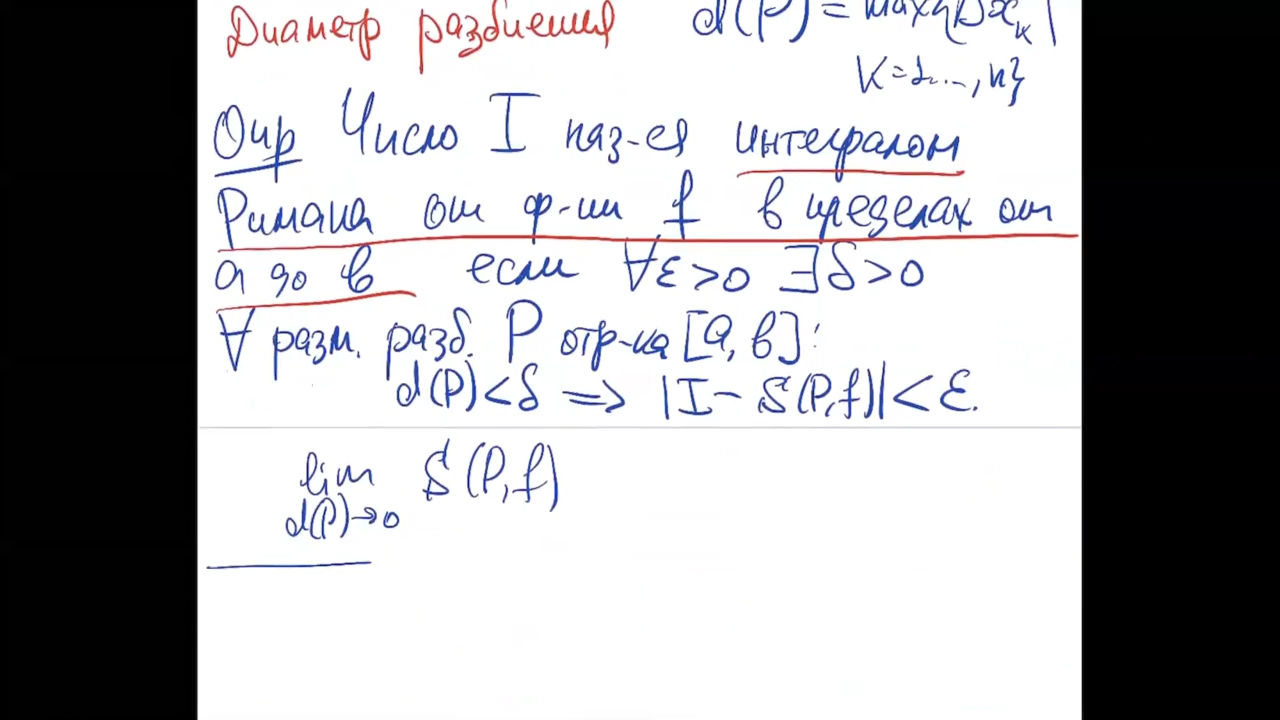 Диаметр разбиения d(P) = max{Δxₖ |
k=1...,n}
Опр Число I наз-ся интегралом
Римана от ф-ии f в пределах от
a до b если ∀ε>0 ∃δ>0
∀ разм. разб. P отр-ка [a, b]:
d(P)<δ => |I - S(P,f)| < ε.
lim S(P,f)
d(P)→0